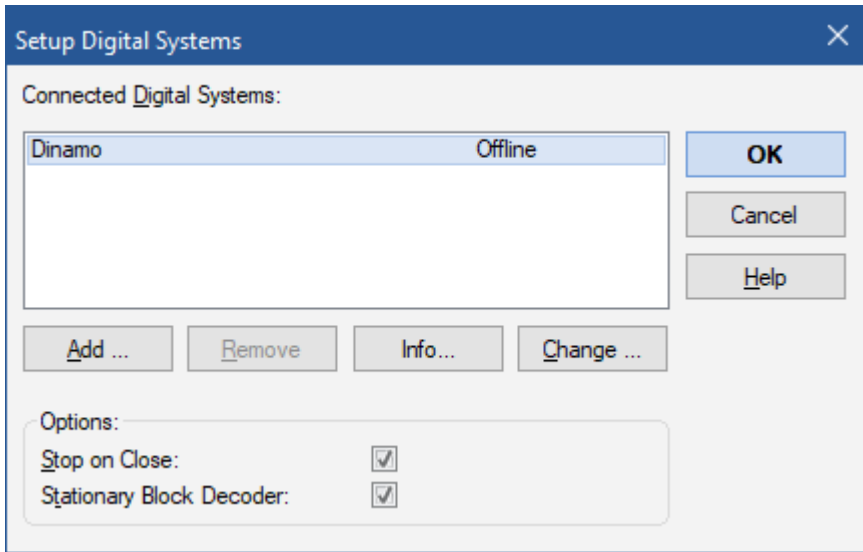 Setup Digital Systems
Connected Digital Systems:
Dinamo Offline
OK
Cancel
Help
Add ... Remove Info... Change ...
Options:
Stop on Close:
Stationary Block Decoder: